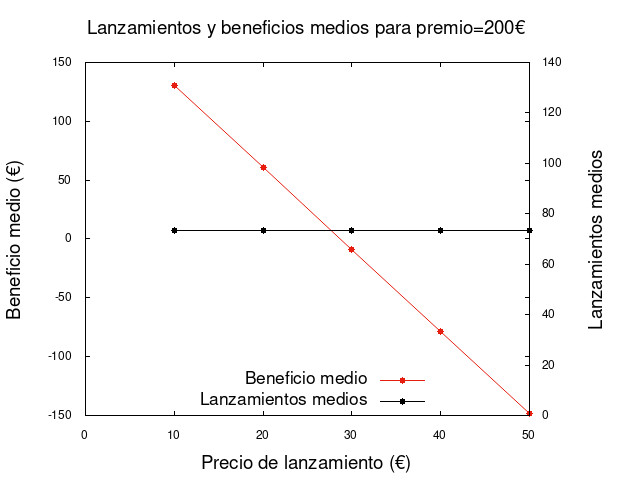 Lanzamientos y beneficios medios para premio=200€
150
100
50
0
-50
-100
-150
Beneficio medio (€)
140
120
100
80
60
40
20
0
Lanzamientos medios
Beneficio medio
Lanzamientos medios
0 10 20 30 40 50
Precio de lanzamiento (€)